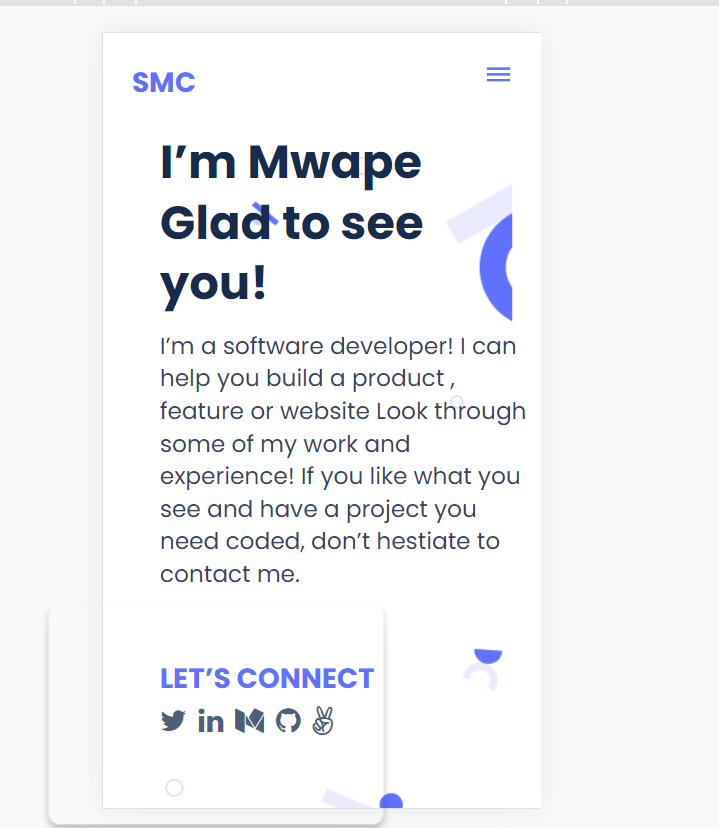 SMC
I’m Mwape
Glad to see
you!
I’m a software developer! I can
help you build a product ,
feature or website Look through
some of my work and
experience! If you like what you
see and have a project you
need coded, don’t hestiate to
contact me.
LET’S CONNECT